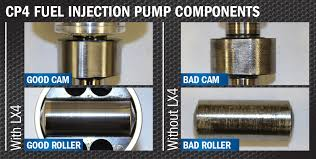 CP4 FUEL INJECTION PUMP COMPONENTS
With LX4
GOOD CAM
GOOD ROLLER
Without LX4
BAD CAM
BAD ROLLER